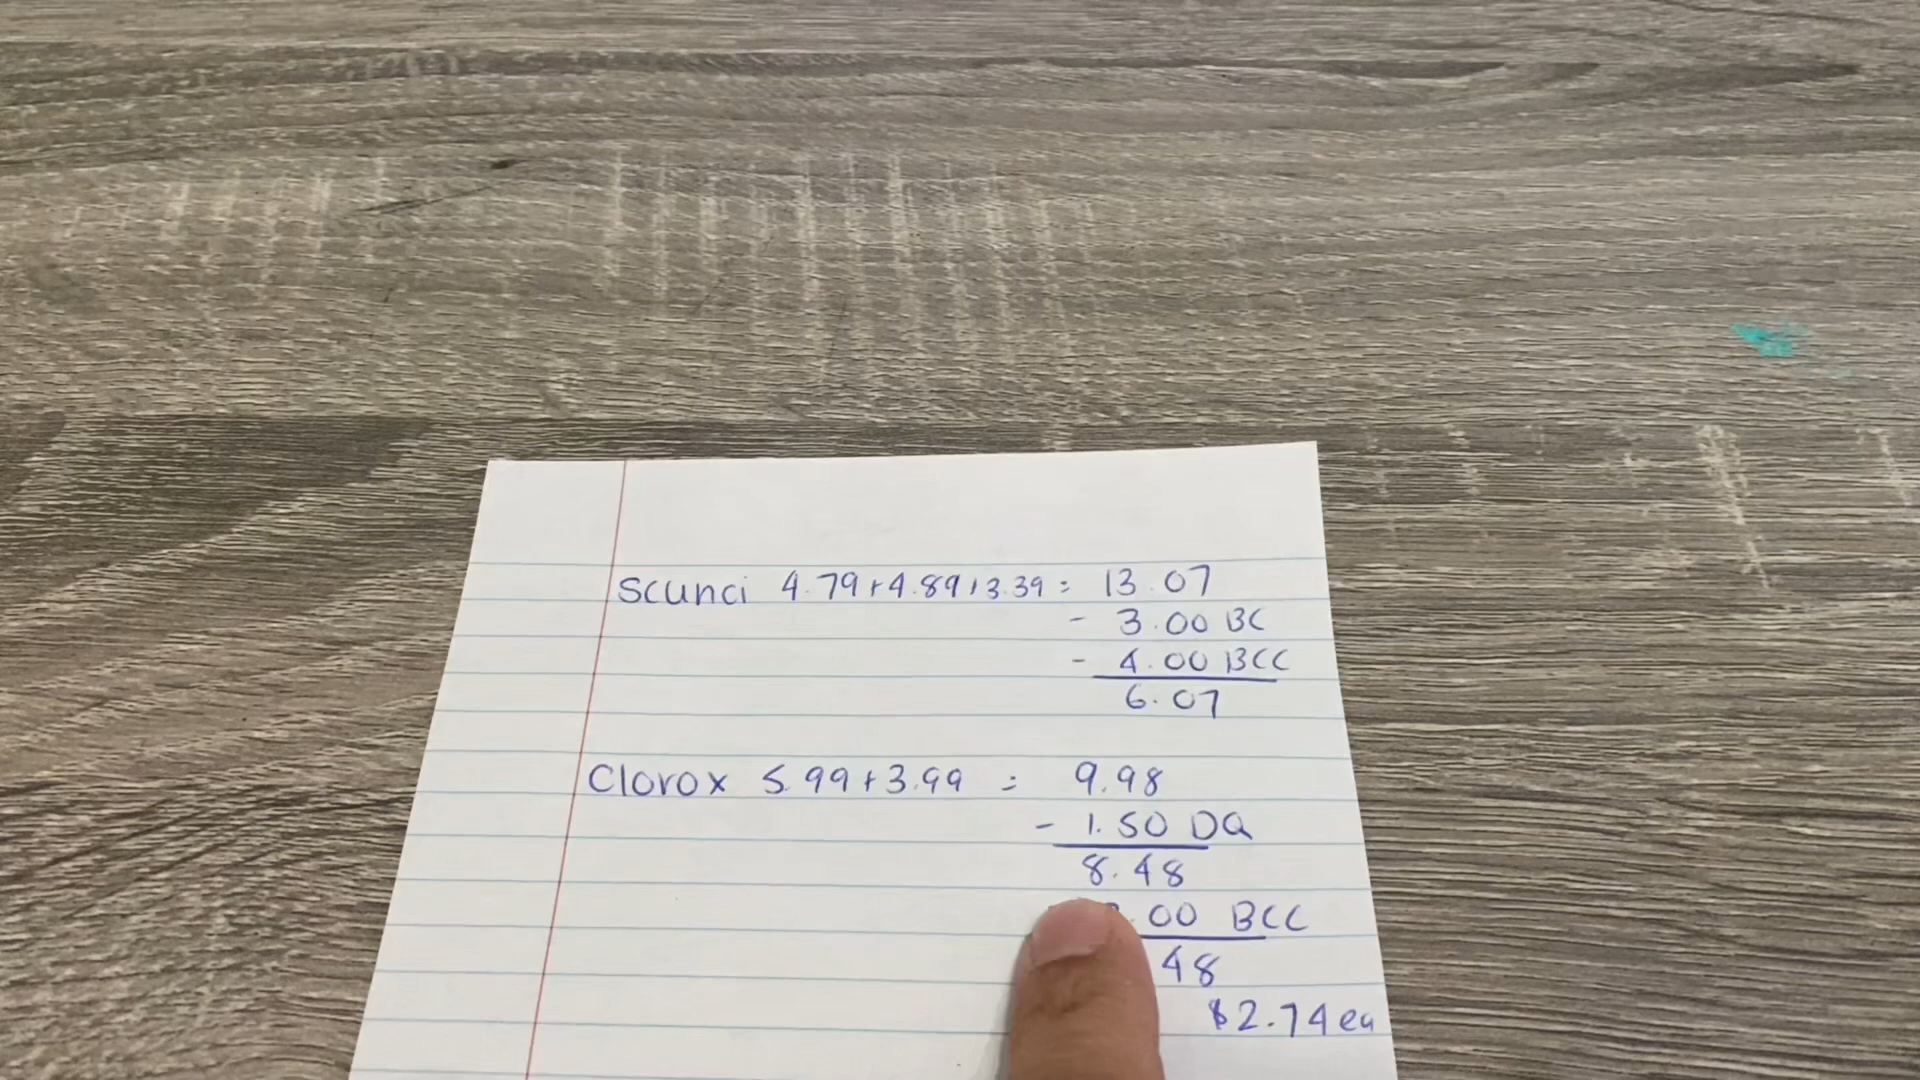 Scunci 4.79+4.89+3.39= 13.07
- 3.00 BC
- 4.00 BCC
6.07
Clorox 5.99+3.99 = 9.98
- 1.50 DQ
8.48
.00 BCC
48
$2.74 ea